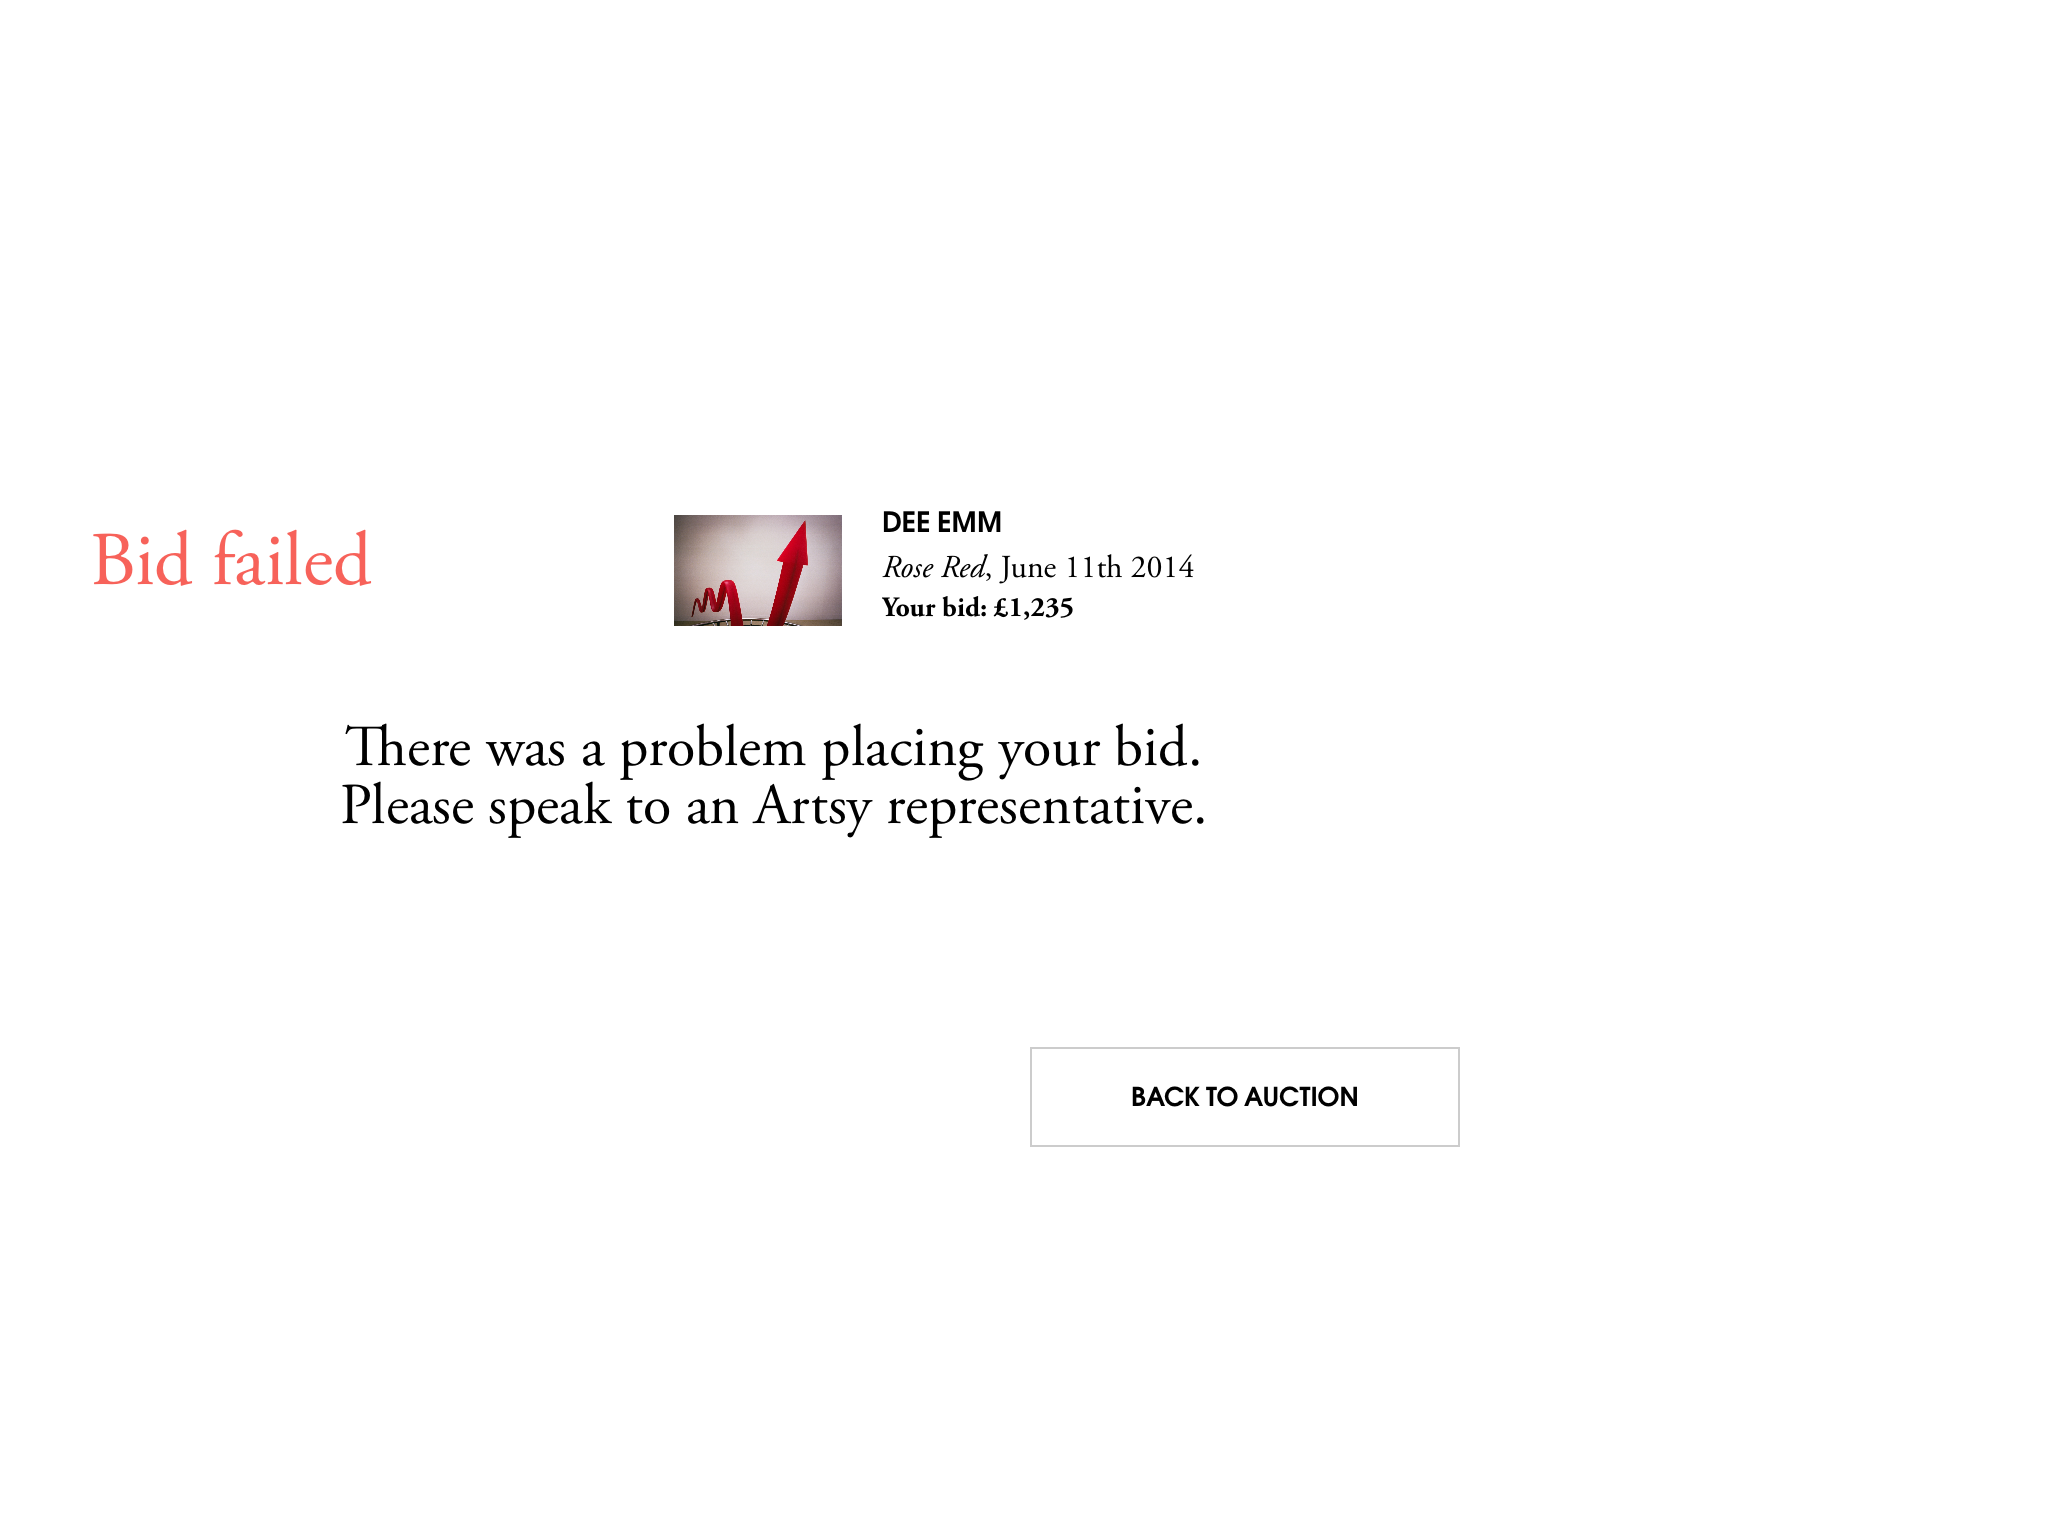 Bid failed
DEE EMM
Rose Red, June 11th 2014
Your bid: £1,235
There was a problem placing your bid.
Please speak to an Artsy representative.
BACK TO AUCTION